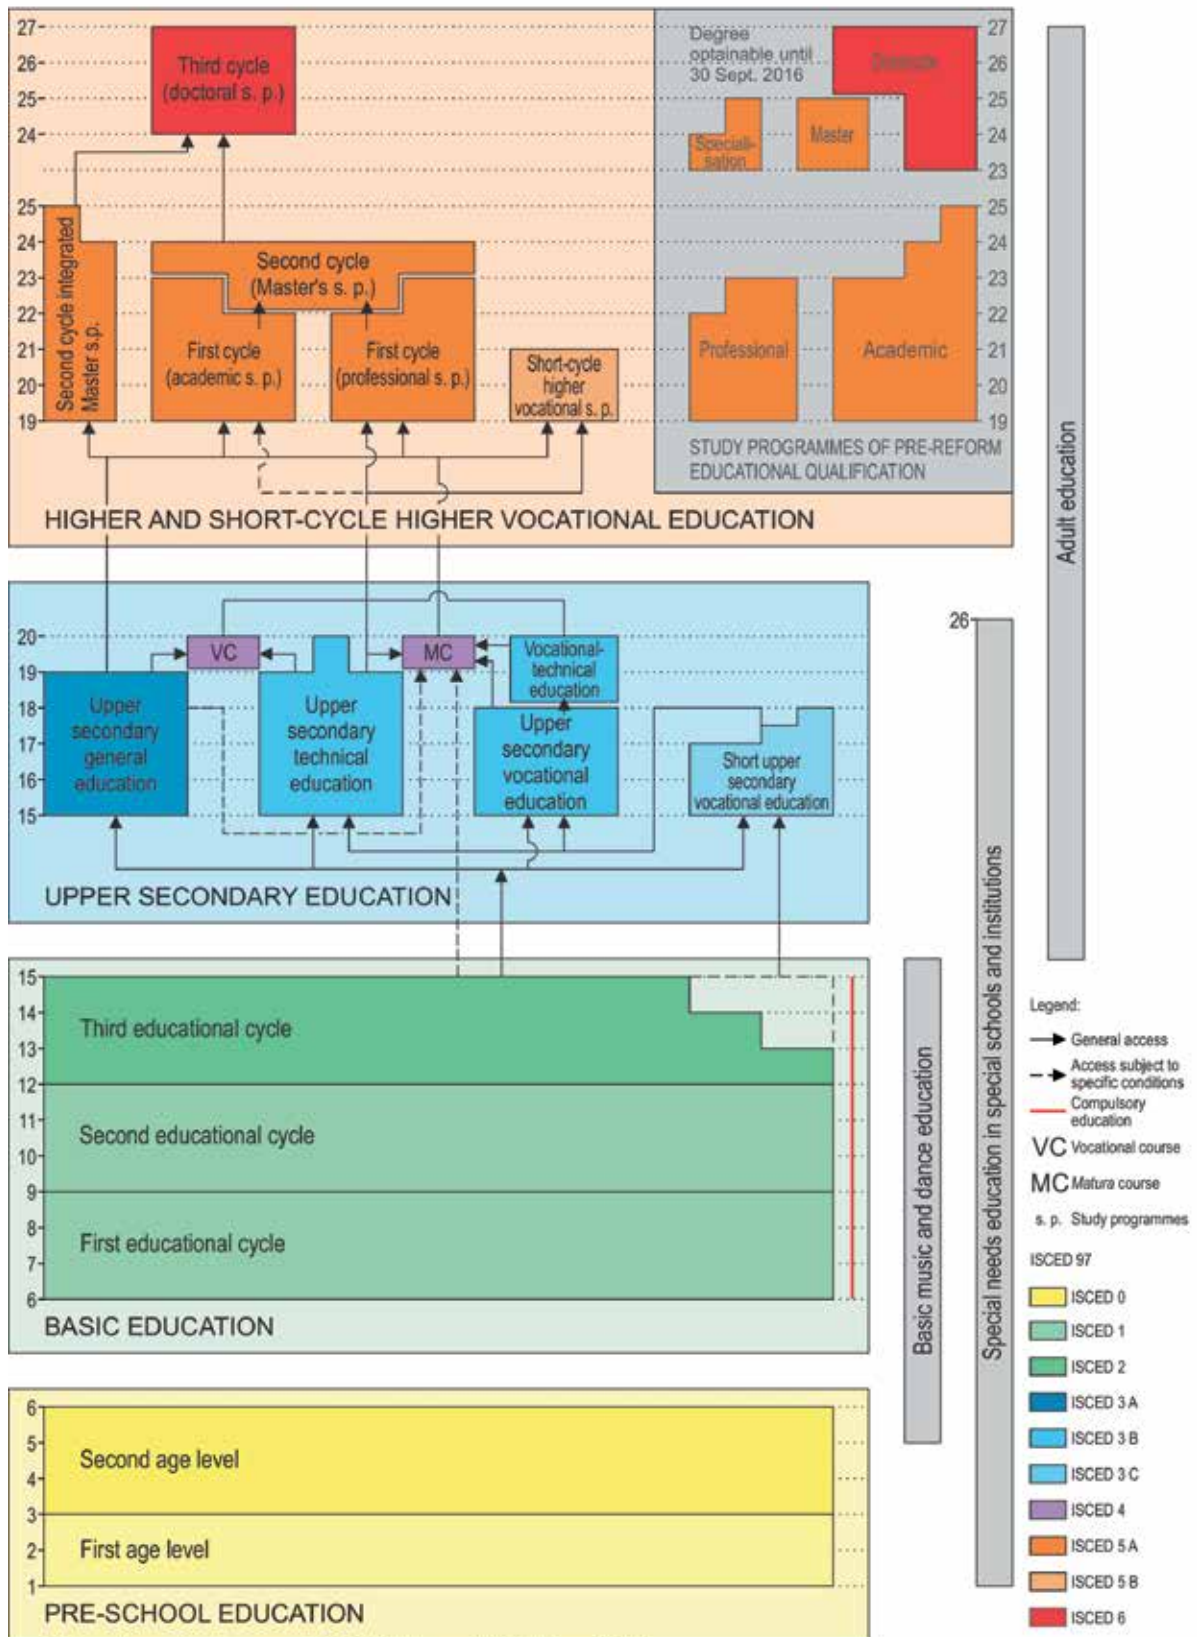 27
26
25
24
25
24
23
22
21
20
19
Third cycle
(doctoral s. p.)
Second cycle integrated
Master s.p.
Second cycle
(Master's s. p.)
First cycle
(academic s. p.)
First cycle
(professional s. p.)
Short-cycle
higher
vocational s. p.
Degree
optainable until
30 Sept. 2016
Doctorate
Speciali-
sation
Master
Professional
Academic
27
26
25
24
23
25
24
23
22
21
20
19
STUDY PROGRAMMES OF PRE-REFORM
EDUCATIONAL QUALIFICATION
HIGHER AND SHORT-CYCLE HIGHER VOCATIONAL EDUCATION
20
19
18
17
16
15
VC
MC
Vocational-
technical
education
Upper
secondary
general
education
Upper
secondary
technical
education
Upper
secondary
vocational
education
Short upper
secondary
vocational education
UPPER SECONDARY EDUCATION
15
14
13
12
11
10
9
8
7
6
Third educational cycle
Second educational cycle
First educational cycle
BASIC EDUCATION
6
5
4
3
2
1
Second age level
First age level
PRE-SCHOOL EDUCATION
Basic music and dance education
26
Special needs education in special schools and institutions
Adult education
Legend:
General access
Access subject to
specific conditions
Compulsory
education
VC Vocational course
MC Matura course
s. p. Study programmes
ISCED 97
ISCED 0
ISCED 1
ISCED 2
ISCED 3 A
ISCED 3 B
ISCED 3 C
ISCED 4
ISCED 5 A
ISCED 5 B
ISCED 6